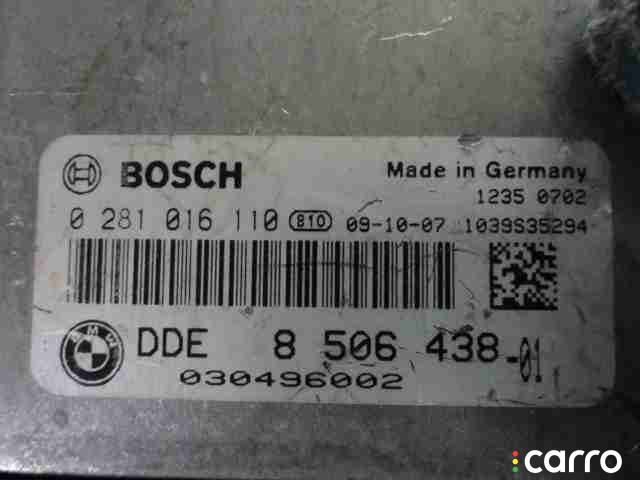 BOSCH Made in Germany
1235 0702
0 281 016 110 810 09-10-07 1039S35294
BMW DDE 8 506 438-01
030496002
carro